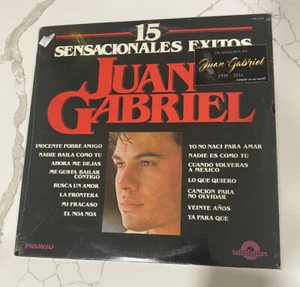 15
SENSACIONALES EXITOS
JUAN
GABRIEL
Juan Gabriel
INOCENTE POBRE AMIGO
NADIE BAILA COMO TU
AHORA ME DEJAS
ME GUSTA BAILAR
CONTIGO
BUSCA UN AMOR
LA FRONTERA
MI FRACASO
EL NOA NOA
YO NO NACI PARA AMAR
NADIE ES COMO TU
CUANDO VOLVERAS
A MEXICO
LO QUE QUIERO
CANCION PARA
NO OLVIDAR
VEINTE AÑOS
YA PARA QUE
PRONTO
telediscos